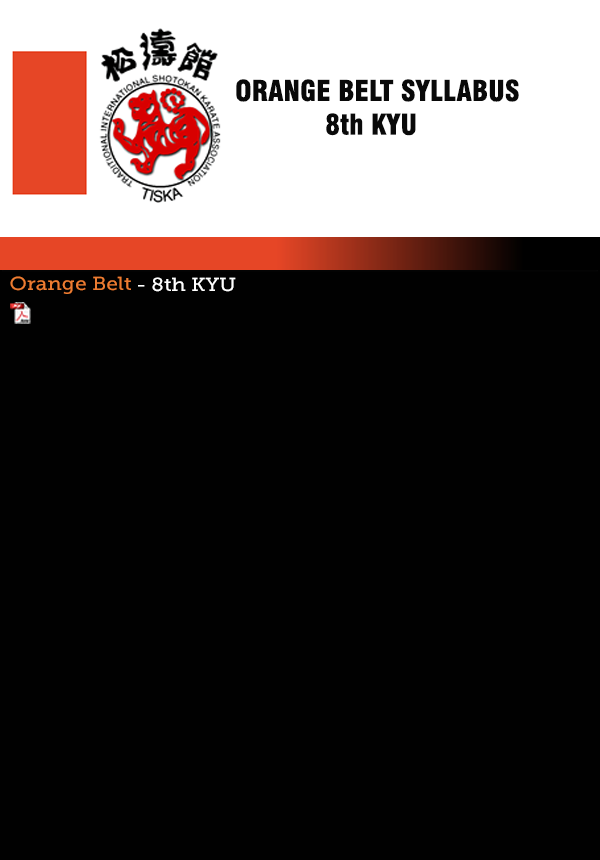 松濤館
TRADITIONAL INTERNATIONAL SHOTOKAN KARATE ASSOCIATION
TISKA
ORANGE BELT SYLLABUS
8th KYU
Orange Belt - 8th KYU